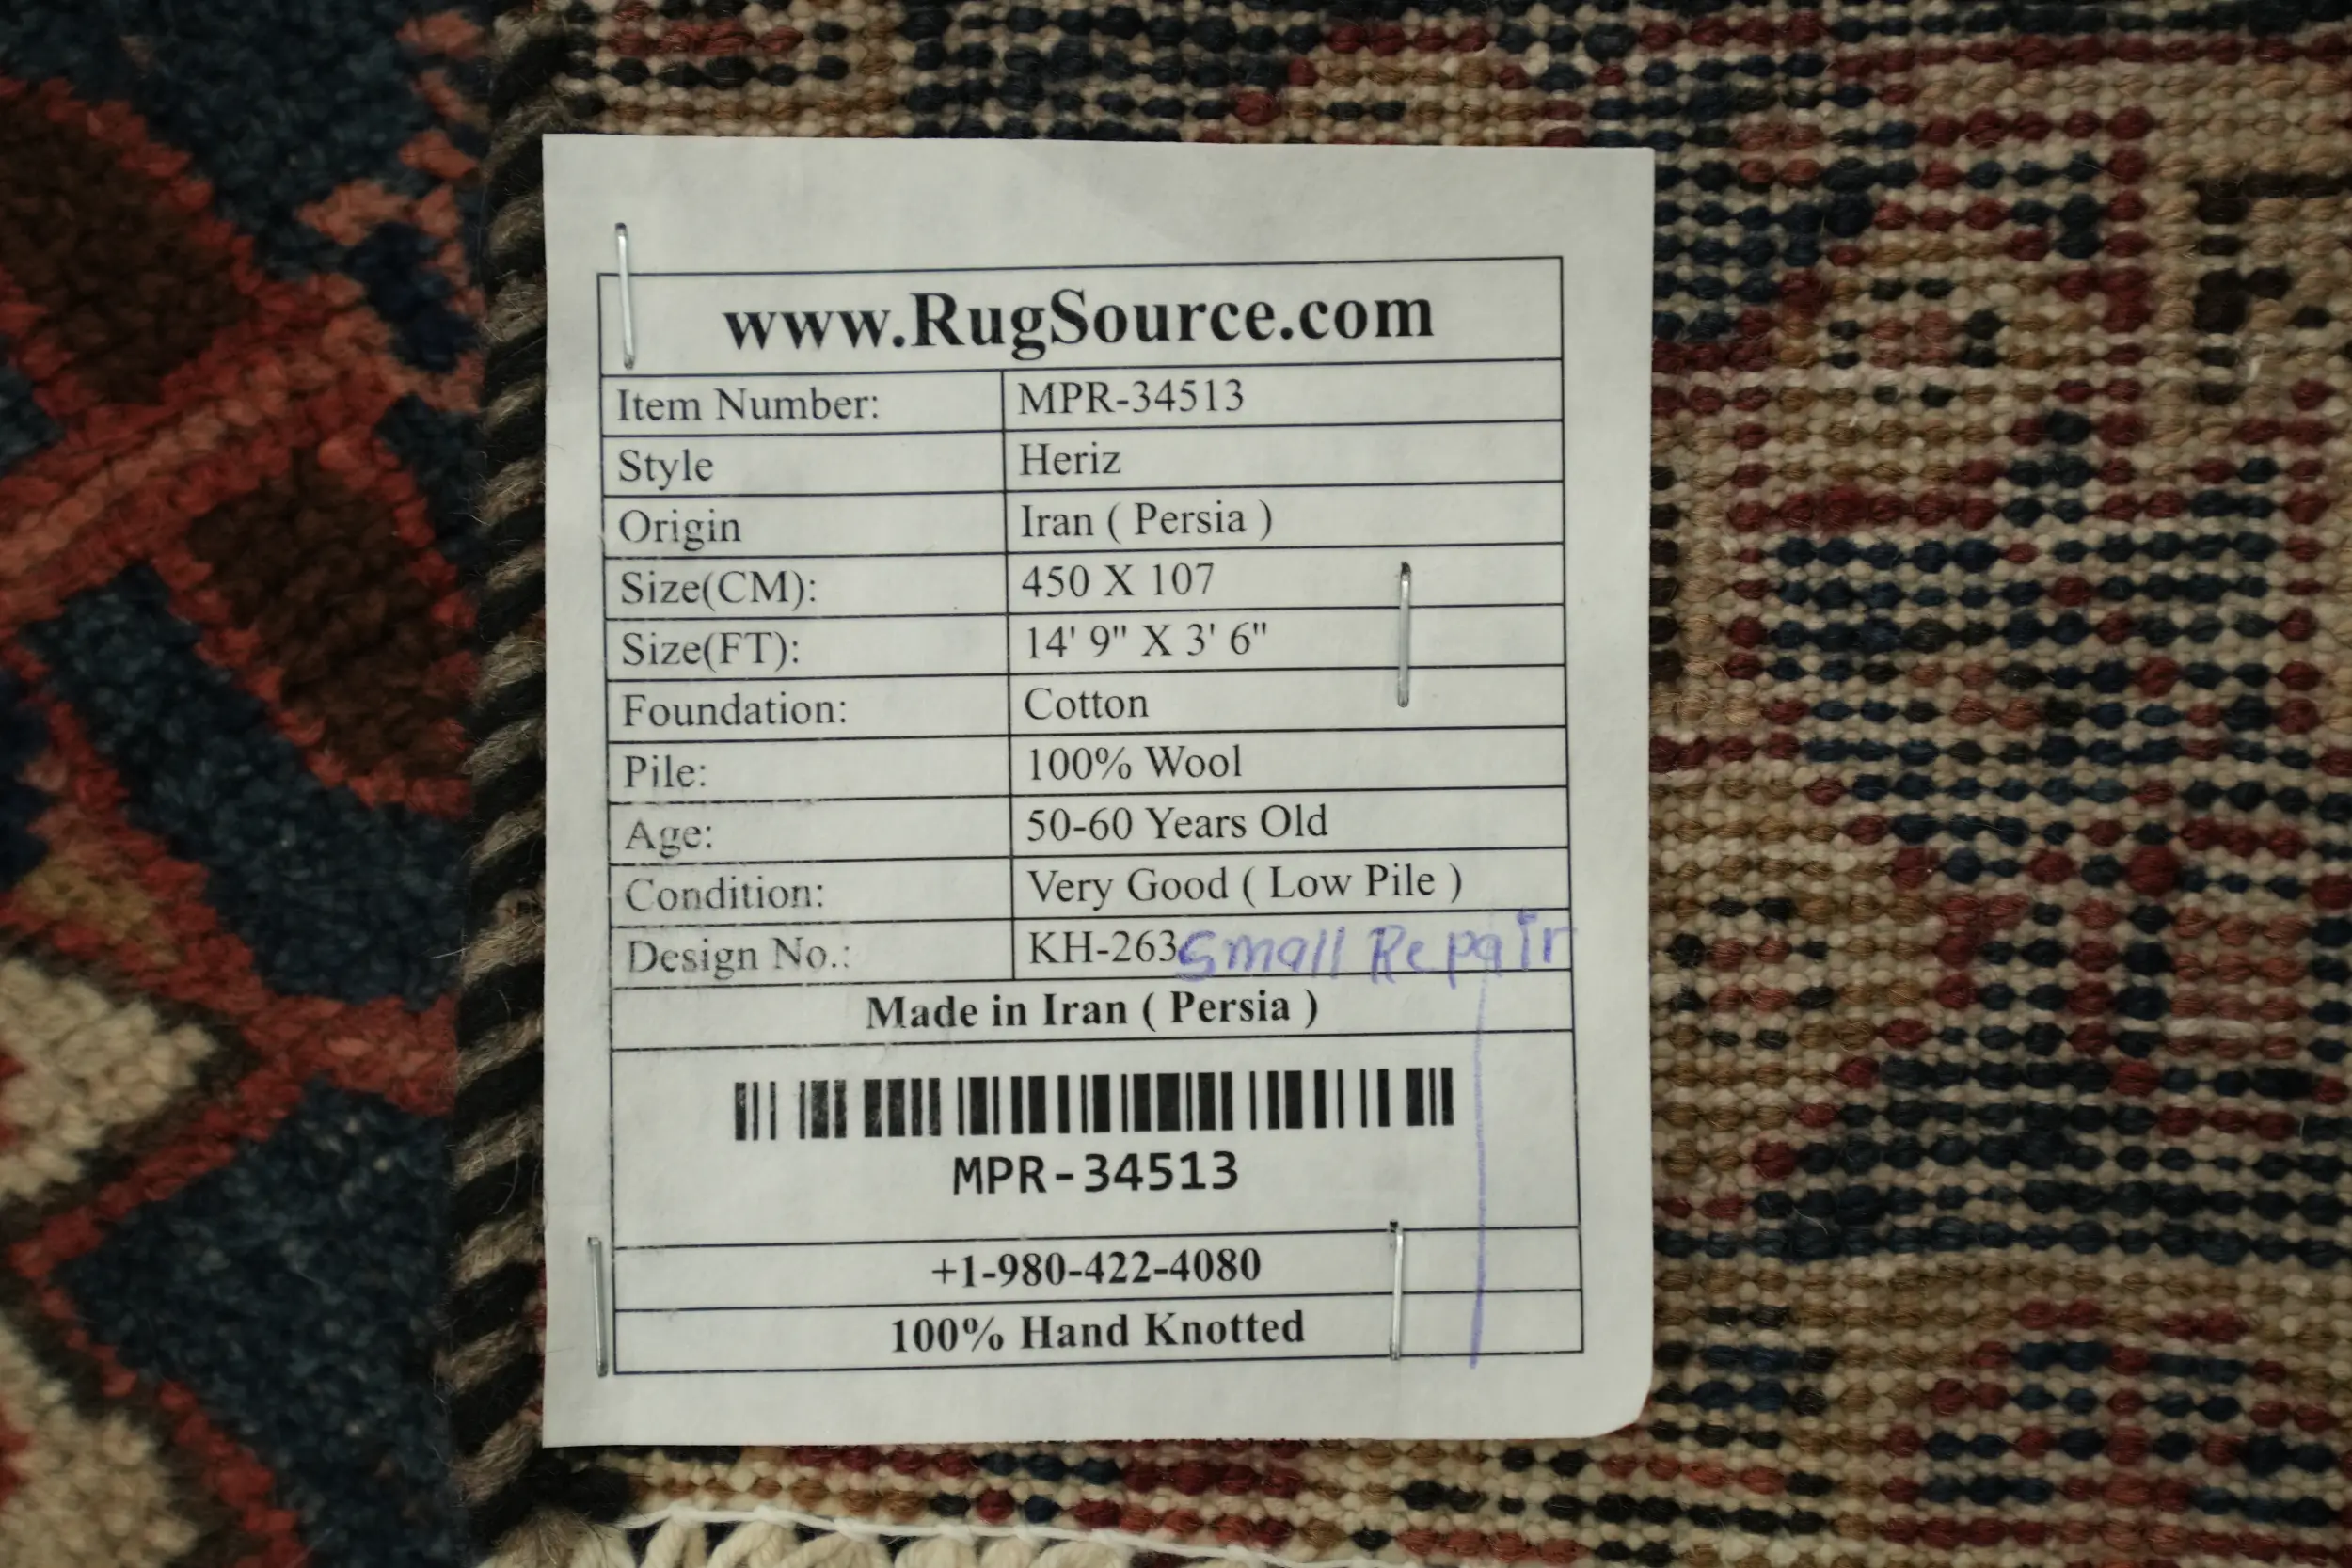 www.RugSource.com
Item Number: MPR-34513
Style Heriz
Origin Iran ( Persia )
Size(CM): 450 X 107
Size(FT): 14' 9" X 3' 6"
Foundation: Cotton
Pile: 100% Wool
Age: 50-60 Years Old
Condition: Very Good ( Low Pile )
Design No.: KH-263 Small Repair
Made in Iran ( Persia )
MPR-34513
+1-980-422-4080
100% Hand Knotted